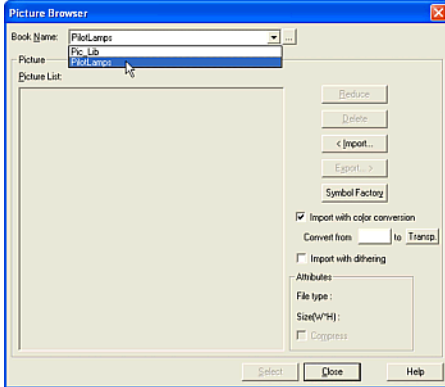 Picture Browser
Book Name: PilotLamps ...
Pic_Lib
PilotLamps
Picture
Picture List:
Reduce
Delete
< Import...
Export... >
Symbol Factory
Import with color conversion
Convert from to Transp.
Import with dithering
Attributes
File type :
Size(W*H) :
Compress
Select Close Help